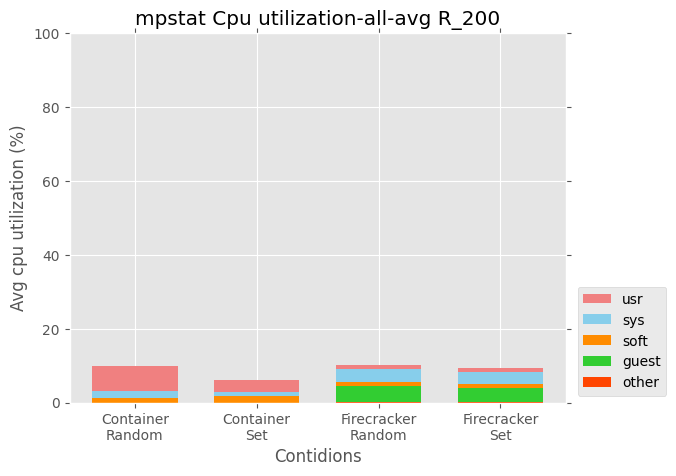 mpstat Cpu utilization-all-avg R_200
Avg cpu utilization (%)
100
80
60
40
20
0
Container
Random
Container
Set
Firecracker
Random
Firecracker
Set
Contidions
usr
sys
soft
guest
other